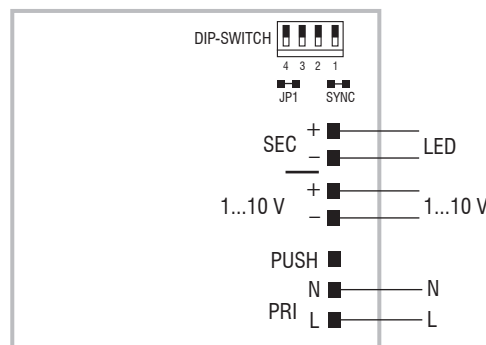 DIP-SWITCH
4 3 2 1
JP1 SYNC
+
SEC LED
−
+
1...10 V 1...10 V
−
PUSH
N N
PRI
L L